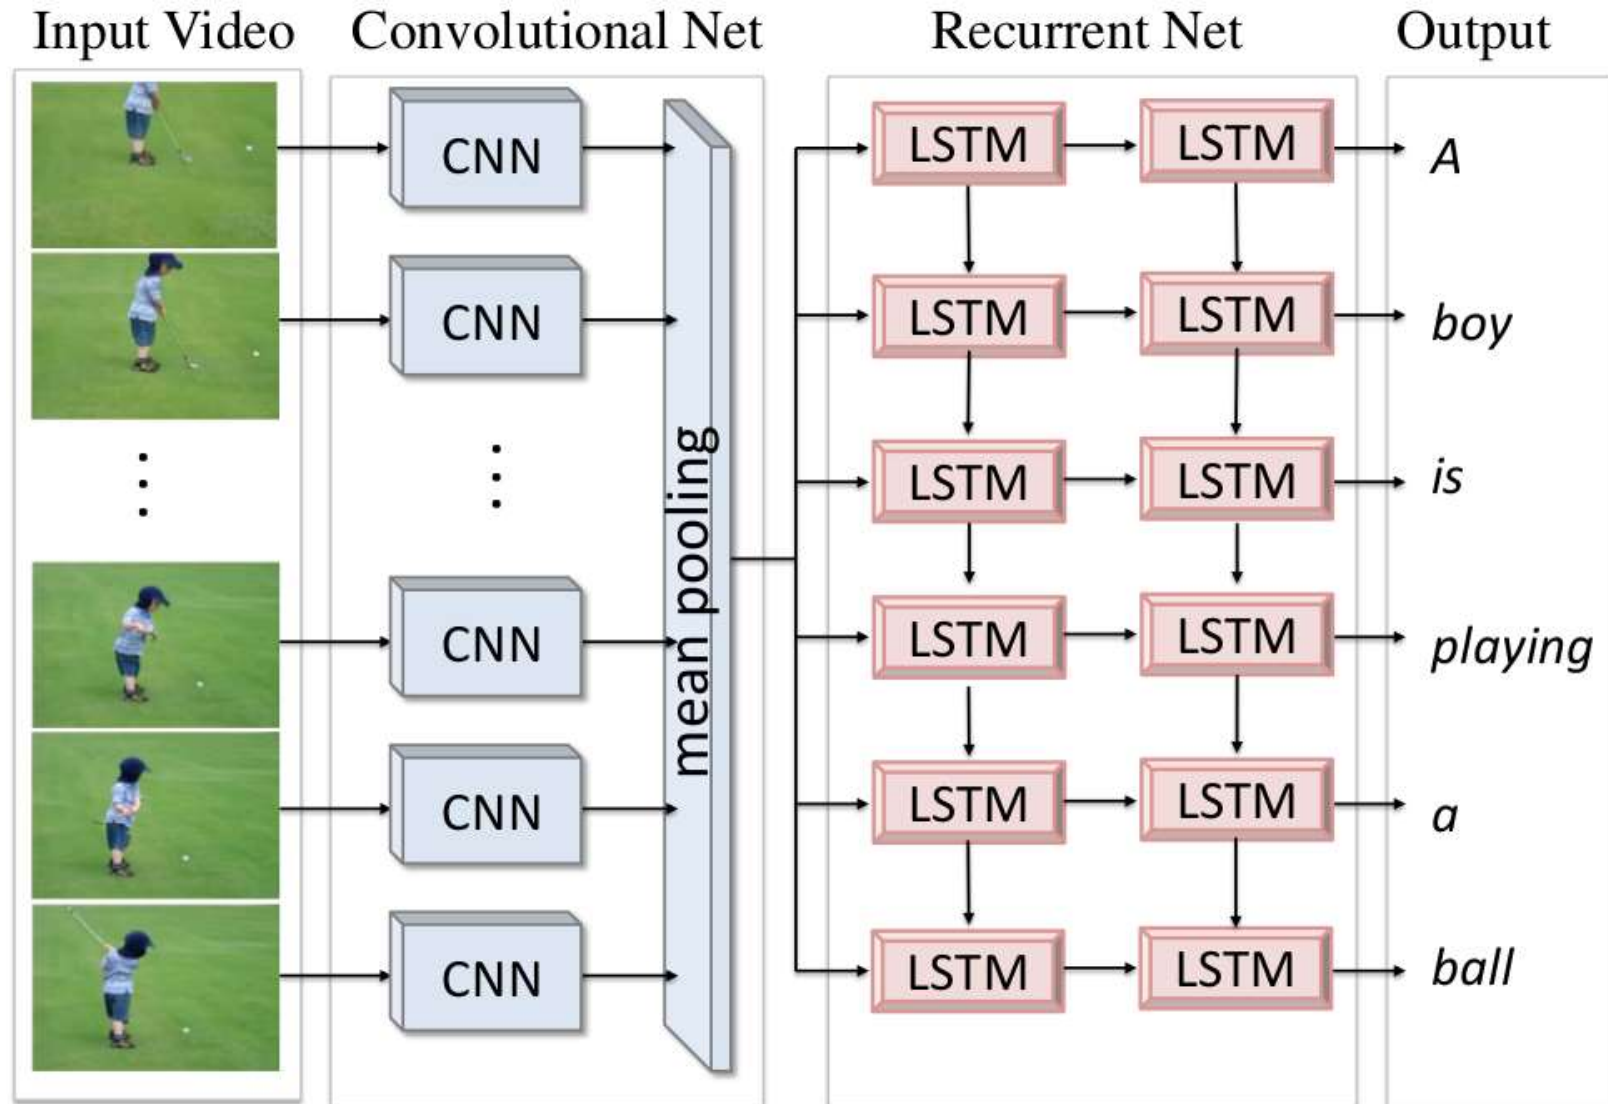 Input Video
Convolutional Net
Recurrent Net
Output
CNN
CNN
CNN
CNN
CNN
mean pooling
LSTM LSTM A
LSTM LSTM boy
LSTM LSTM is
LSTM LSTM playing
LSTM LSTM a
LSTM LSTM ball